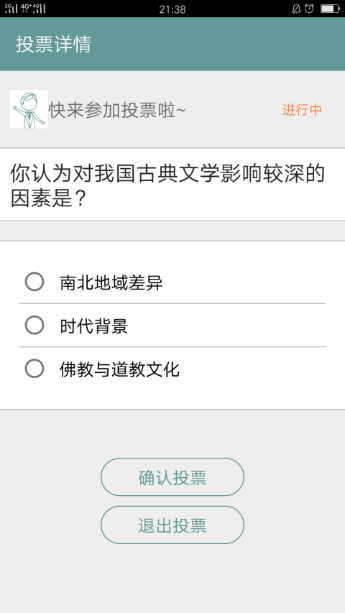 21:38
投票详情
快来参加投票啦~
进行中
你认为对我国古典文学影响较深的
因素是？
南北地域差异
时代背景
佛教与道教文化
确认投票
退出投票